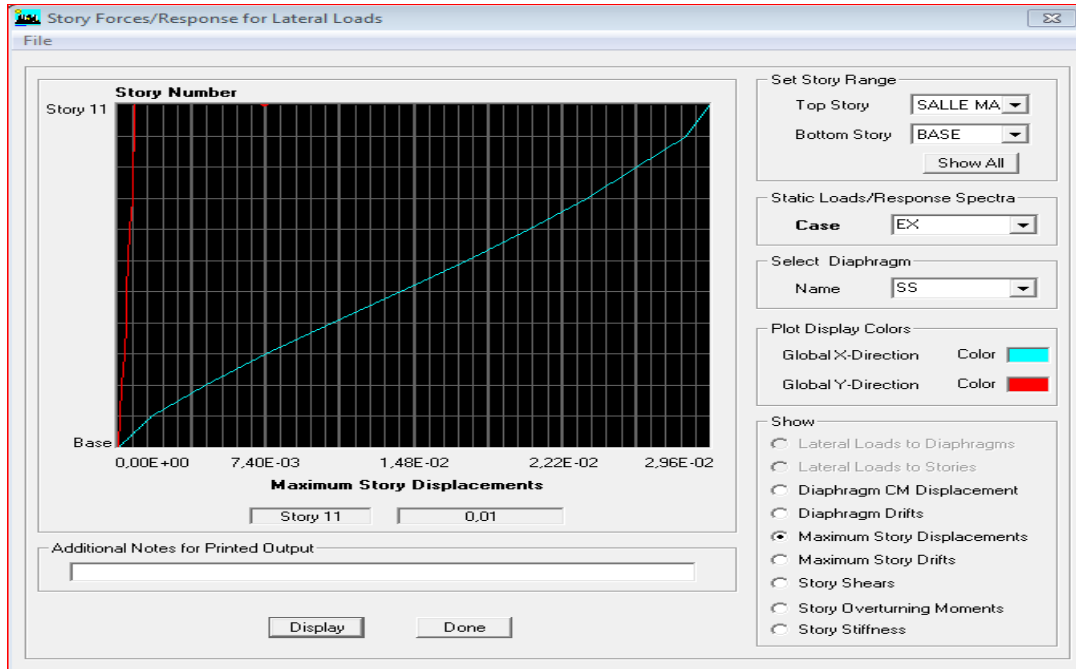 Story Forces/Response for Lateral Loads
File
Story Number
Story 11
Base
0,00E+00 7,40E-03 1,48E-02 2,22E-02 2,96E-02
Maximum Story Displacements
Story 11 0,01
Additional Notes for Printed Output
Display Done
Set Story Range
Top Story SALLE MA
Bottom Story BASE
Show All
Static Loads/Response Spectra
Case EX
Select Diaphragm
Name SS
Plot Display Colors
Global X-Direction Color
Global Y-Direction Color
Show
Lateral Loads to Diaphragms
Lateral Loads to Stories
Diaphragm CM Displacement
Diaphragm Drifts
Maximum Story Displacements
Maximum Story Drifts
Story Shears
Story Overturning Moments
Story Stiffness